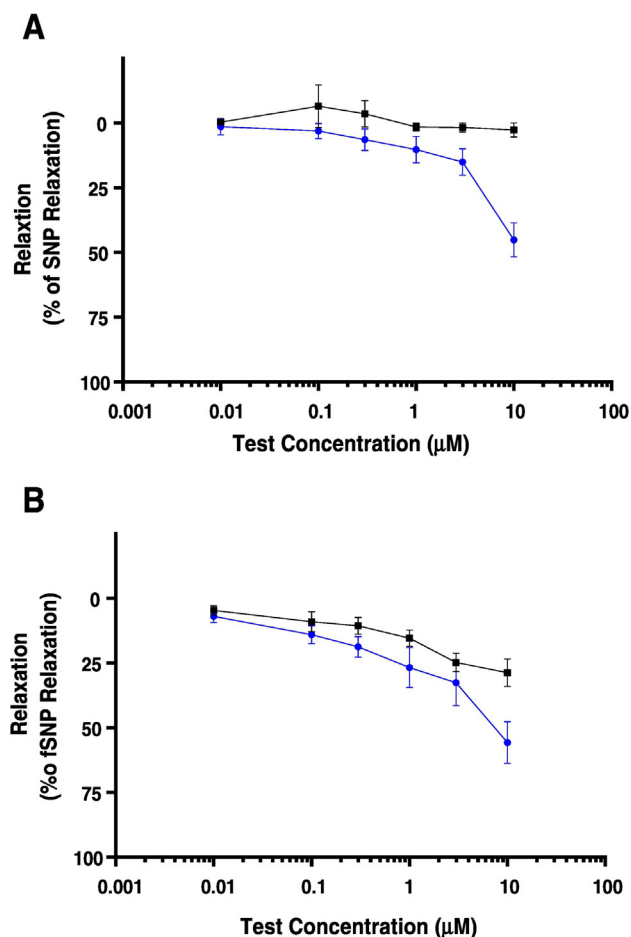 A
Relaxtion
(% of SNP Relaxation)
0
25
50
75
100
0.001
0.01
0.1
1
10
100
Test Concentration (μM)
B
Relaxation
(%o fSNP Relaxation)
0
25
50
75
100
0.001
0.01
0.1
1
10
100
Test Concentration (μM)